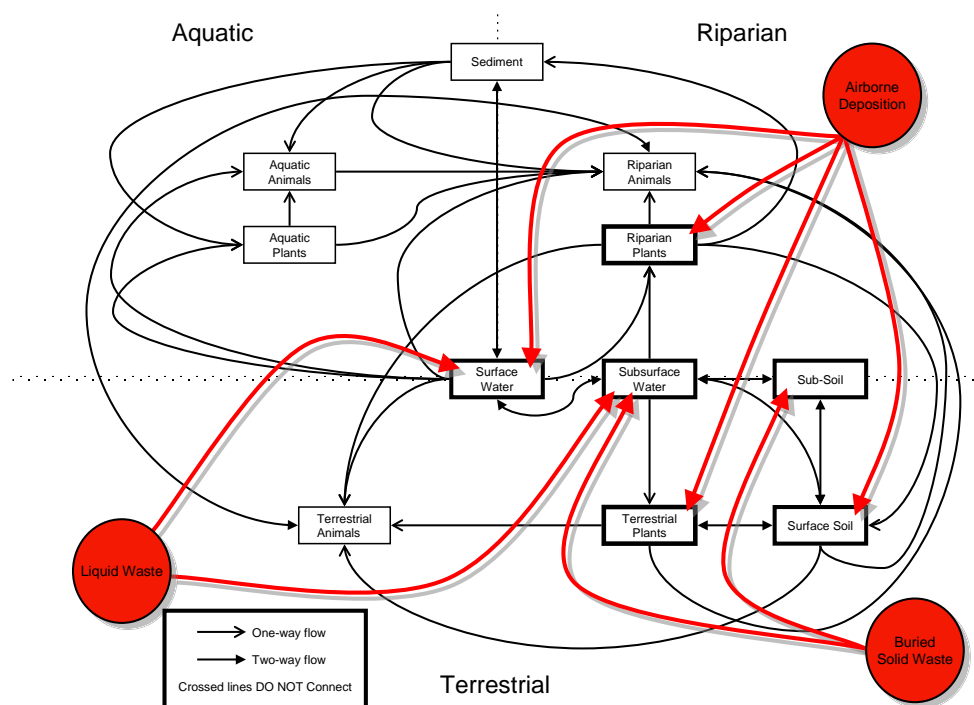 Aquatic
Riparian
Sediment
Airborne
Deposition
Aquatic
Animals
Riparian
Animals
Aquatic
Plants
Riparian
Plants
Surface
Water
Subsurface
Water
Sub-Soil
Terrestrial
Animals
Terrestrial
Plants
Surface Soil
Liquid Waste
One-way flow
Two-way flow
Crossed lines DO NOT Connect
Buried
Solid Waste
Terrestrial